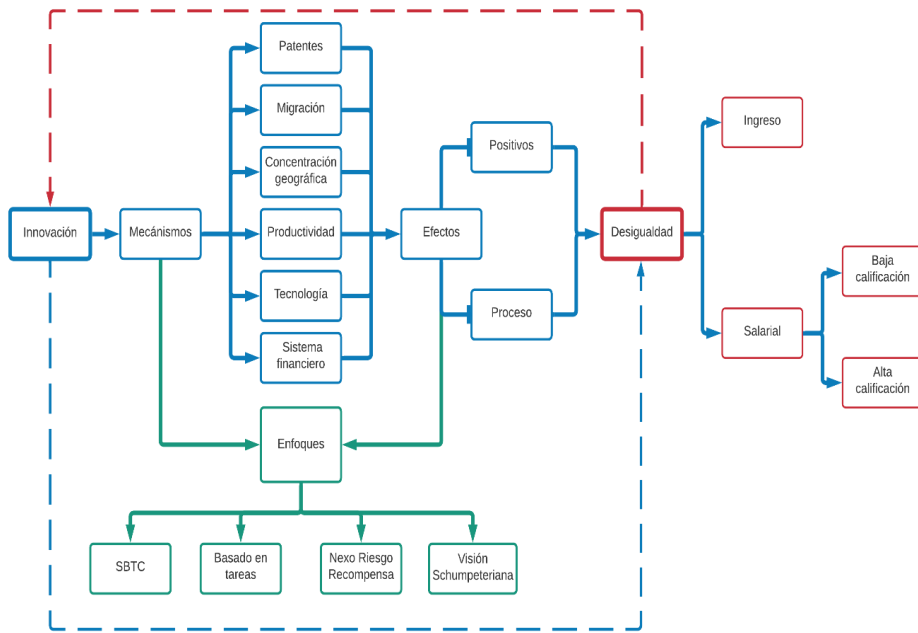 Patentes
Migración
Concentración
geográfica
Productividad
Tecnología
Sistema
financiero
Innovación
Mecánismos
Efectos
Positivos
Proceso
Desigualdad
Ingreso
Salarial
Baja
calificación
Alta
calificación
Enfoques
SBTC
Basado en
tareas
Nexo Riesgo
Recompensa
Visión
Schumpeteriana